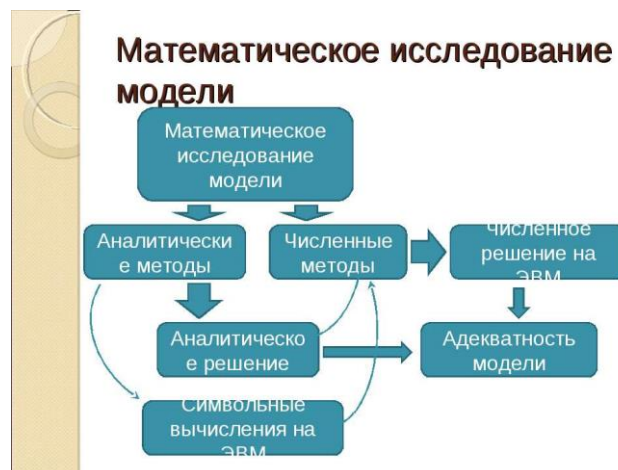 Математическое исследование
модели
Математическое
исследование
модели
Аналитически
е методы
Численные
методы
Численное
решение на
ЭВМ
Аналитическо
е решение
Адекватность
модели
Символьные
вычисления на
ЭВМ